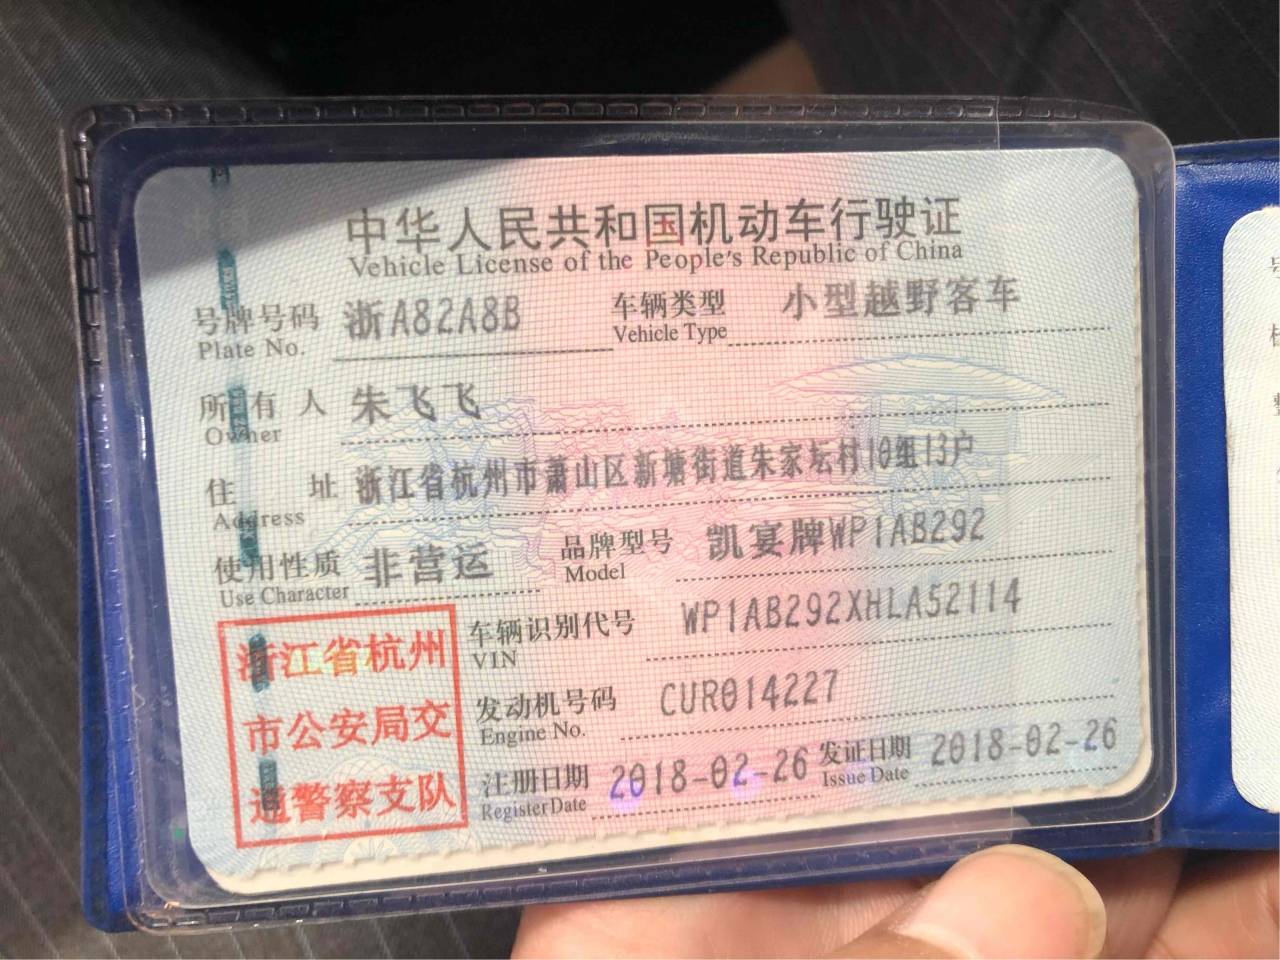 中华人民共和国机动车行驶证
Vehicle License of the People's Republic of China
号牌号码 浙A82A8B 车辆类型 小型越野客车
Plate No. Vehicle Type
所有人 朱飞飞
Owner
住址 浙江省杭州市萧山区新塘街道朱家坛村10组13户
Address
使用性质 非营运 品牌型号 凯宴牌WP1AB292
Use Character Model
浙江省杭州
市公安局交
通警察支队
车辆识别代号 WP1AB292XHLA52114
VIN
发动机号码 CUR014227
Engine No.
注册日期 2018-02-26 发证日期 2018-02-26
Register Date Issue Date